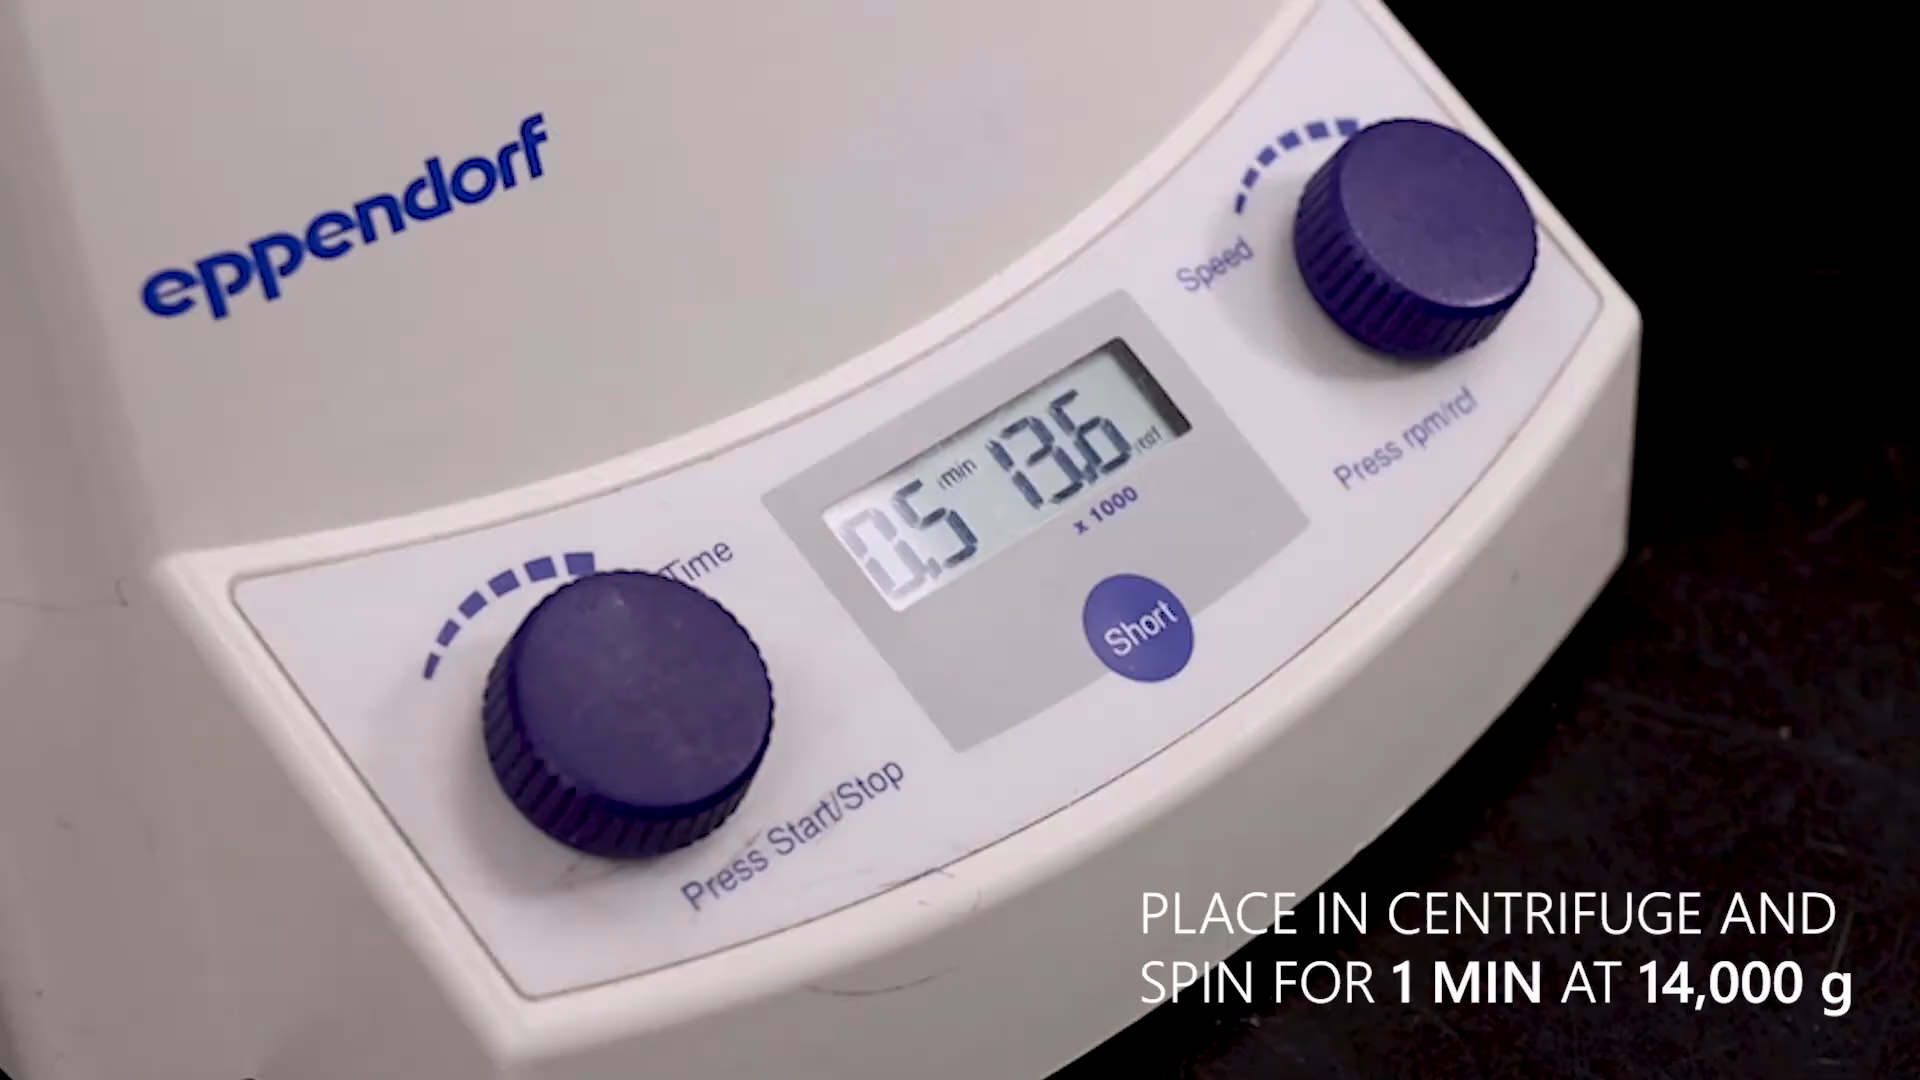 eppendorf
Speed
Press rpm/rcf
0.5 min 13.6 rcf
x 1000
Time
Short
Press Start/Stop
PLACE IN CENTRIFUGE AND
SPIN FOR 1 MIN AT 14,000 g